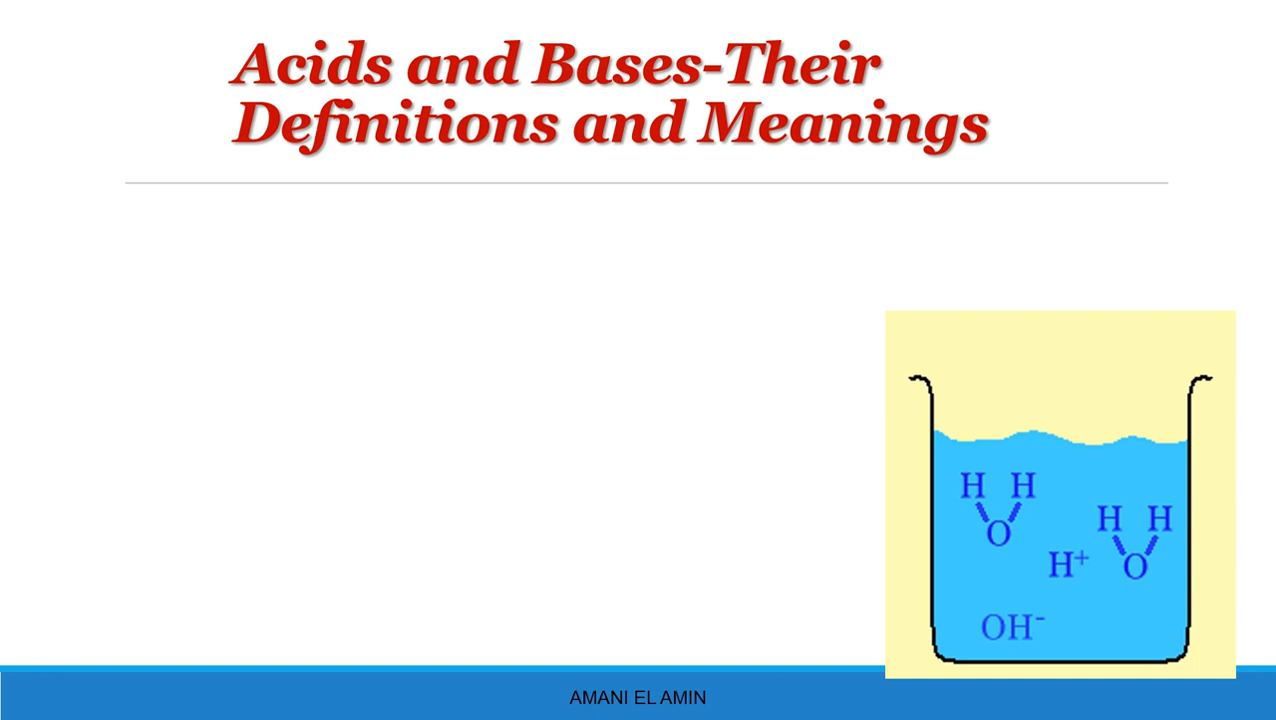 Acids and Bases-Their
Definitions and Meanings
H H
O
H H
O
H⁺
OH⁻
AMANI EL AMIN